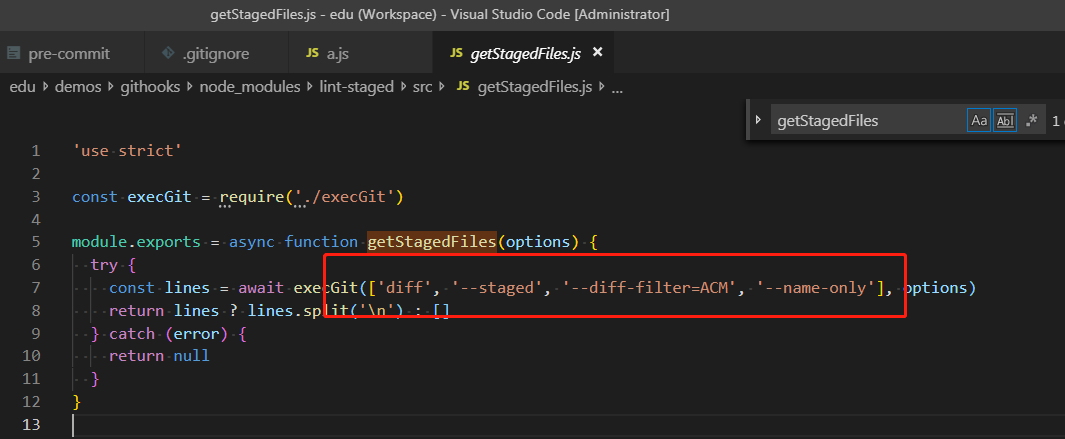 getStagedFiles.js - edu (Workspace) - Visual Studio Code [Administrator]
pre-commit .gitignore JS a.js JS getStagedFiles.js ×
edu > demos > githooks > node_modules > lint-staged > src > JS getStagedFiles.js > ...
getStagedFiles Aa Abl .* 1
1 'use strict'
2
3 const execGit = require('./execGit')
4
5 module.exports = async function getStagedFiles(options) {
6 try {
7 const lines = await execGit(['diff', '--staged', '--diff-filter=ACM', '--name-only'], options)
8 return lines ? lines.split('\n') : []
9 } catch (error) {
10 return null
11 }
12 }
13